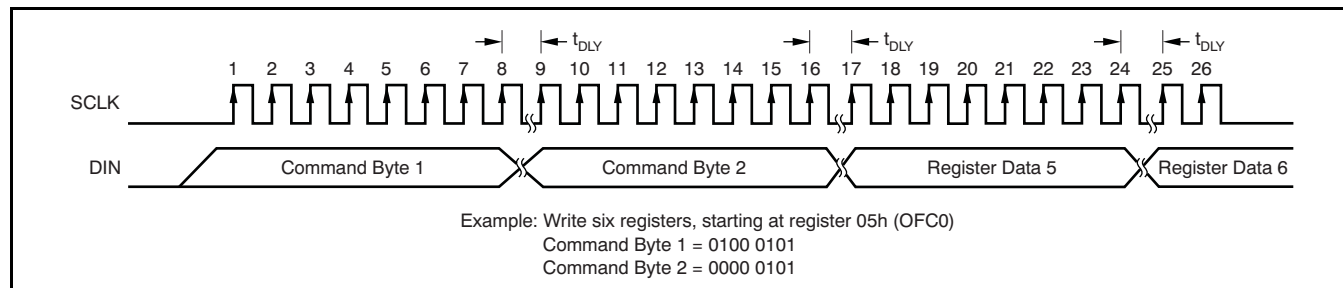 tDLY tDLY tDLY
1 2 3 4 5 6 7 8 9 10 11 12 13 14 15 16 17 18 19 20 21 22 23 24 25 26
SCLK
DIN Command Byte 1 Command Byte 2 Register Data 5 Register Data 6
Example: Write six registers, starting at register 05h (OFC0)
Command Byte 1 = 0100 0101
Command Byte 2 = 0000 0101